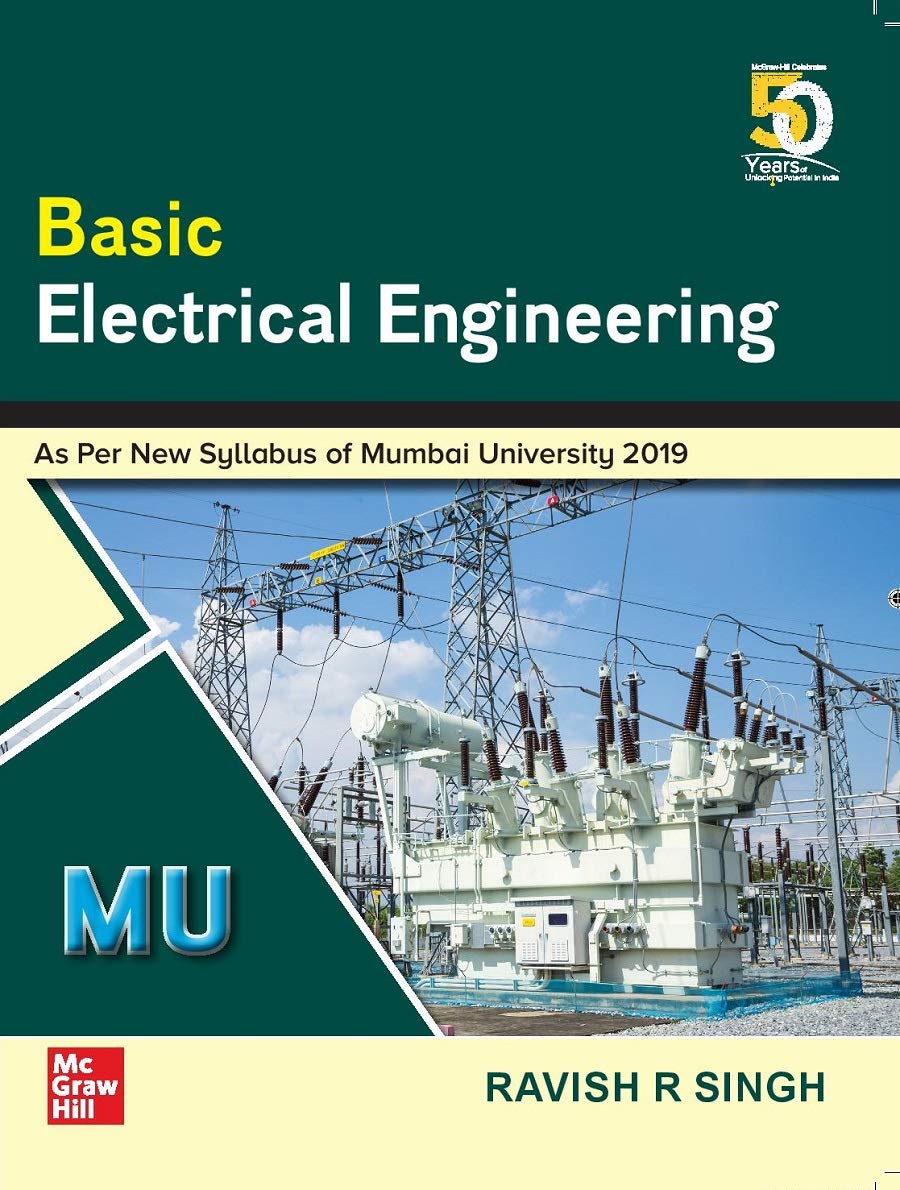 McGraw-Hill Celebrates
50
Years of
Unlocking Potential in India
Basic
Electrical Engineering
As Per New Syllabus of Mumbai University 2019
MU
Mc
Graw
Hill
RAVISH R SINGH